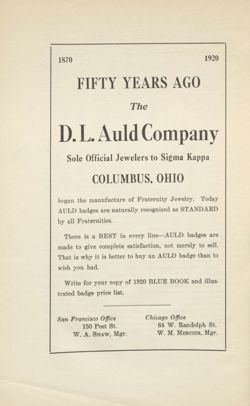 1870 1920
FIFTY YEARS AGO
The
D. L. Auld Company
Sole Official Jewelers to Sigma Kappa
COLUMBUS, OHIO
began the manufacture of Fraternity Jewelry. Today
AULD badges are naturally recognized as STANDARD
by all Fraternities.
There is a BEST in every line—AULD badges are
made to give complete satisfaction, not merely to sell.
That is why it is better to buy an AULD badge than to
wish you had.
Write for your copy of 1920 BLUE BOOK and illus-
trated badge price list.
San Francisco Office Chicago Office
150 Post St. 64 W. Randolph St.
W. A. Shaw, Mgr. W. M. Mercier, Mgr.